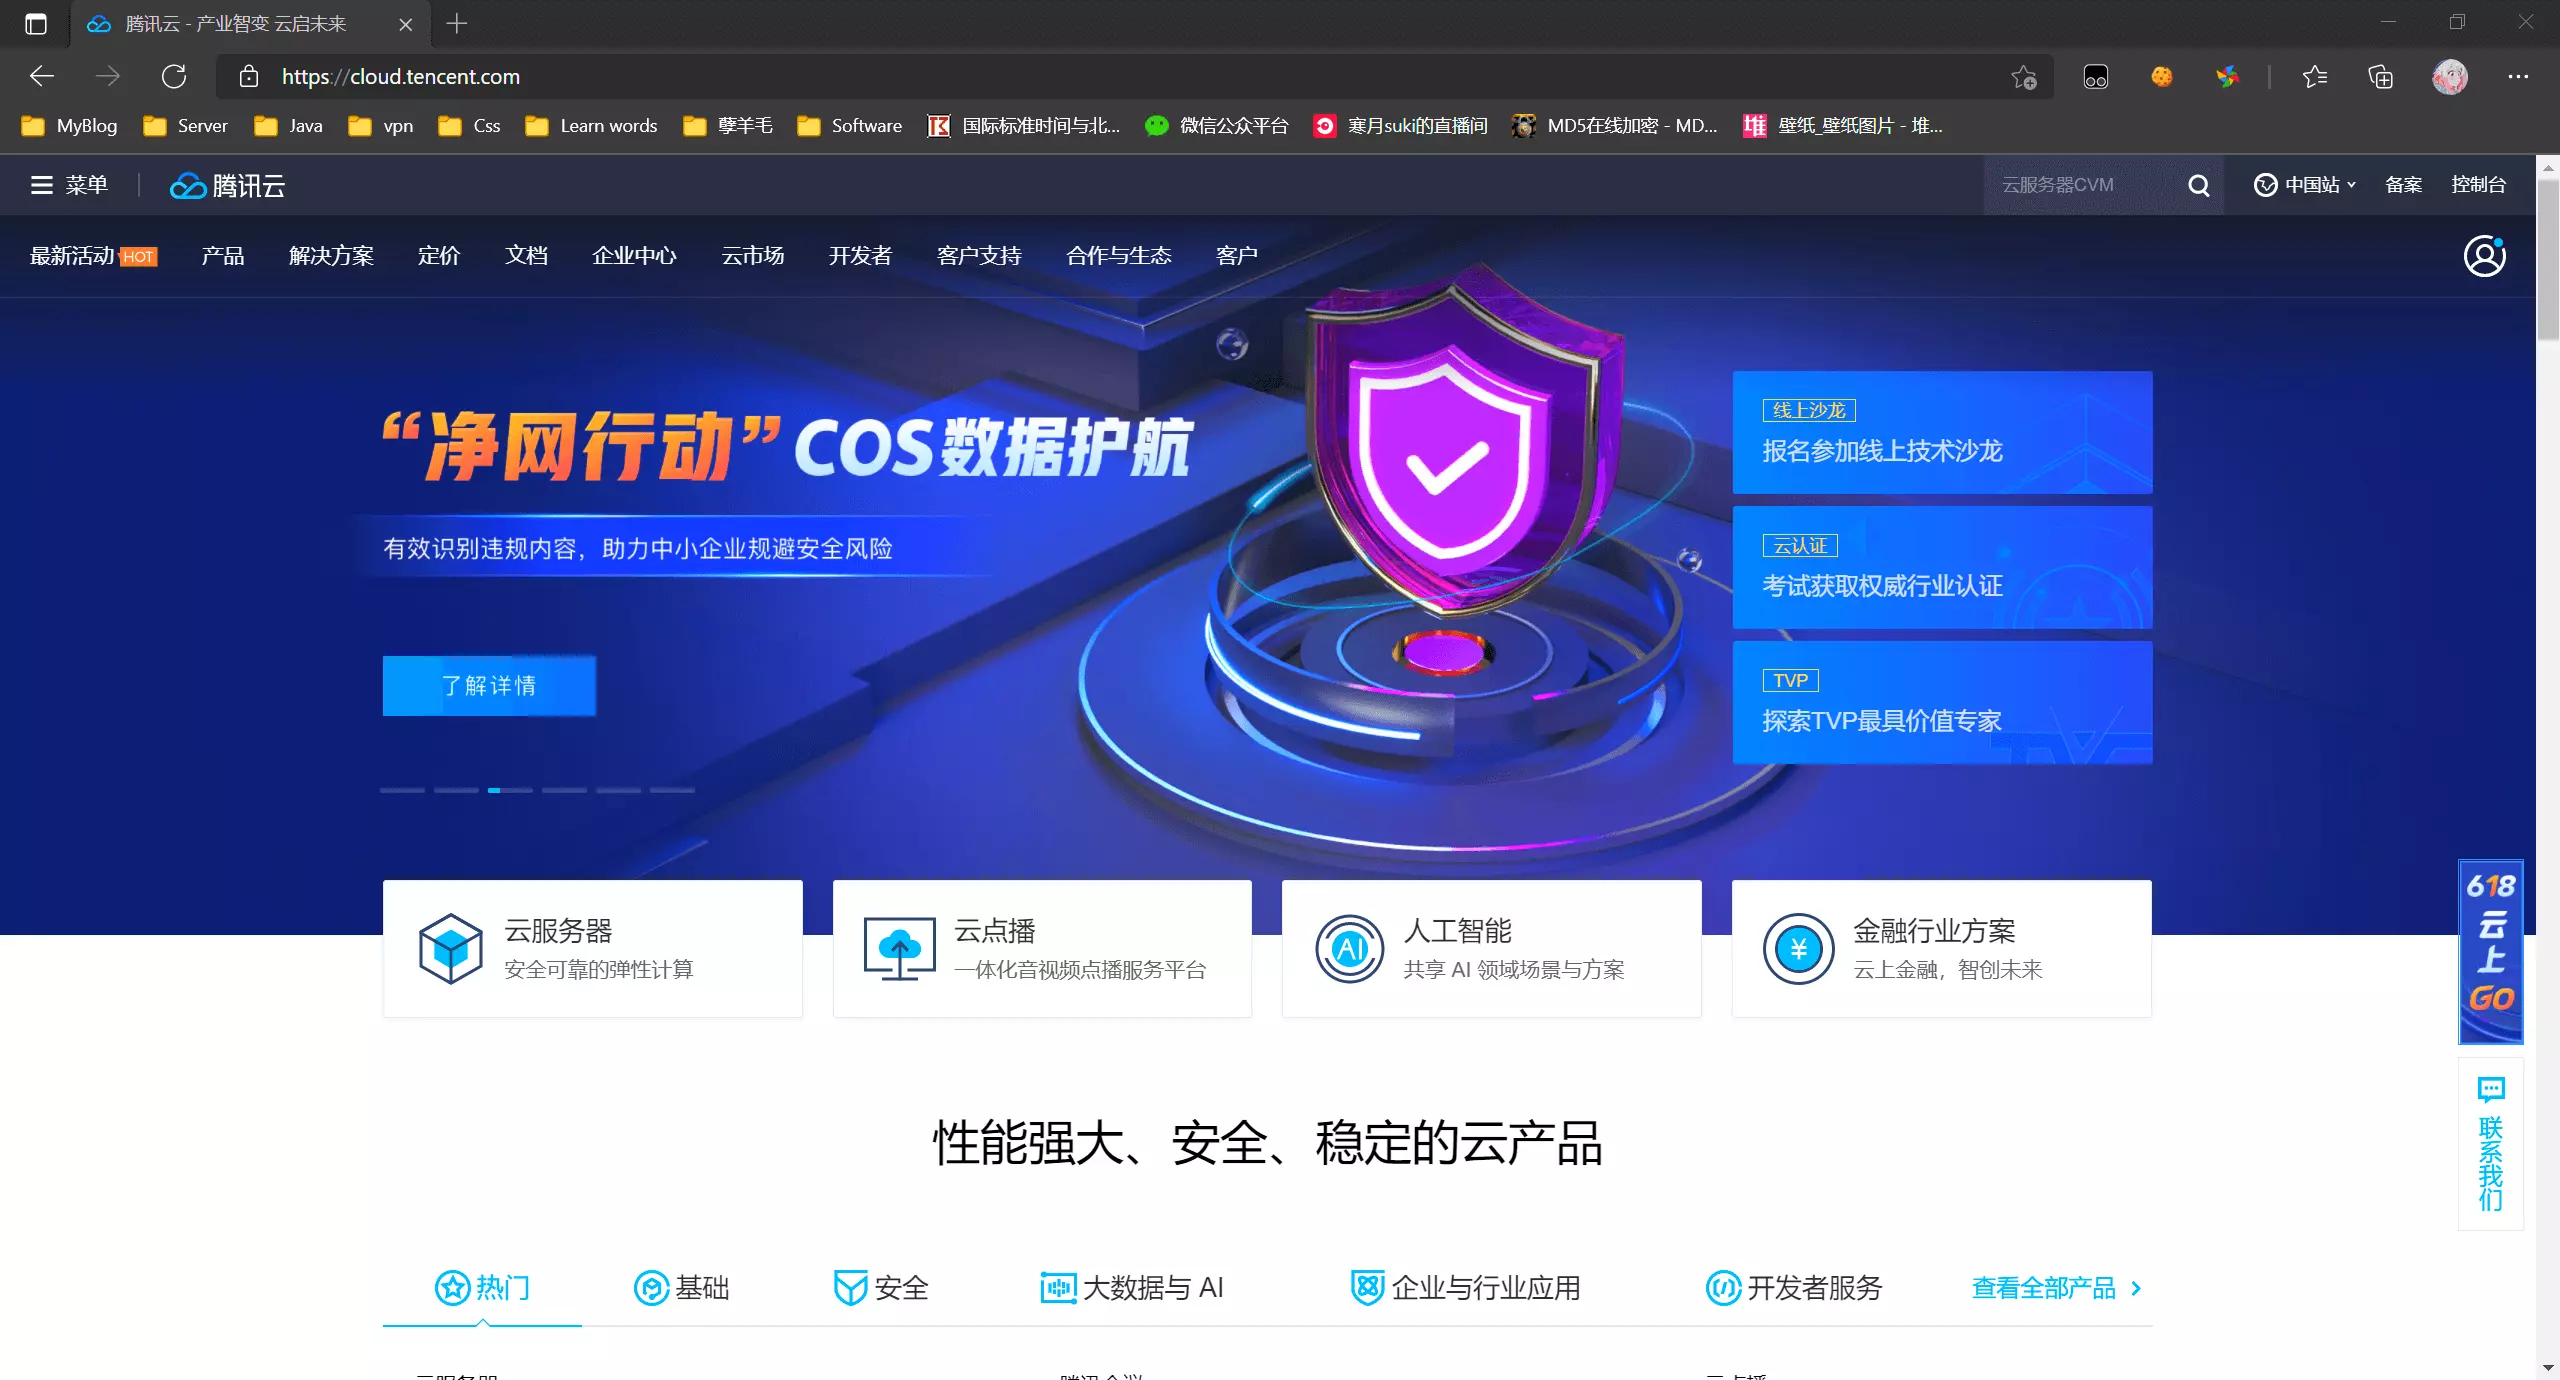 腾讯云 - 产业智变 云启未来
https://cloud.tencent.com
MyBlog Server Java vpn Css Learn words 孽羊毛 Software 国际标准时间与北... 微信公众平台 寒月suki的直播间 MD5在线加密 - MD... 壁纸_壁纸图片 - 堆...
菜单 腾讯云 云服务器CVM 中国站 备案 控制台
最新活动 HOT 产品 解决方案 定价 文档 企业中心 云市场 开发者 客户支持 合作与生态 客户
“净网行动” COS数据护航
有效识别违规内容，助力中小企业规避安全风险
了解详情
线上沙龙
报名参加线上技术沙龙
云认证
考试获取权威行业认证
TVP
探索TVP最具价值专家
云服务器
安全可靠的弹性计算
云点播
一体化音视频点播服务平台
AI
人工智能
共享 AI 领域场景与方案
¥
金融行业方案
云上金融，智创未来
618
云
上
GO
联系我们
性能强大、安全、稳定的云产品
热门 基础 安全 大数据与 AI 企业与行业应用 开发者服务 查看全部产品